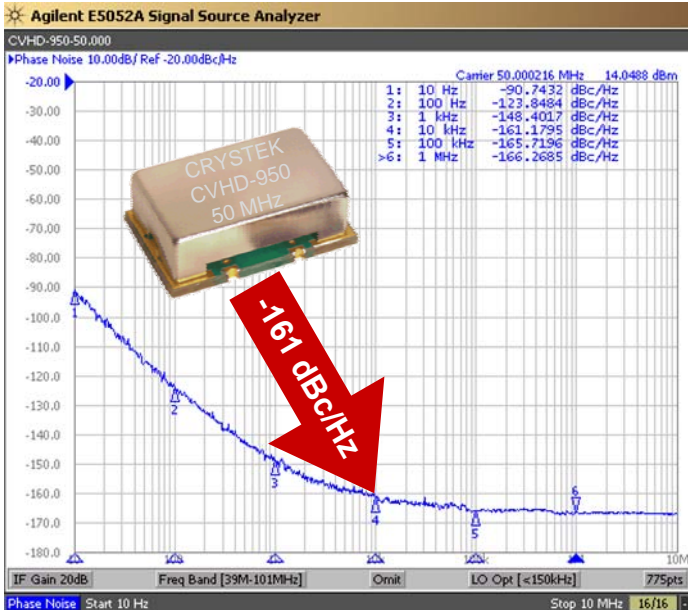 Agilent E5052A Signal Source Analyzer
CVHD-950-50.000
Phase Noise 10.00dB/ Ref -20.00dBc/Hz
Carrier 50.000216 MHz 14.0488 dBm
1: 10 Hz -90.7432 dBc/Hz
2: 100 Hz -123.8484 dBc/Hz
3: 1 kHz -148.4017 dBc/Hz
4: 10 kHz -161.1795 dBc/Hz
5: 100 kHz -165.7196 dBc/Hz
>6: 1 MHz -166.2685 dBc/Hz
-20.00
-30.00
-40.00
-50.00
-60.00
-70.00
-80.00
-90.00
-100.0
-110.0
-120.0
-130.0
-140.0
-150.0
-160.0
-170.0
-180.0
CRYSTEK
CVHD-950
50 MHz
-161 dBc/Hz
1
2
3
4
5
6
10M
IF Gain 20dB Freq Band [39M-101MHz] Omit LO Opt [<150kHz] 775pts
Phase Noise Start 10 Hz Stop 10 MHz 16/16